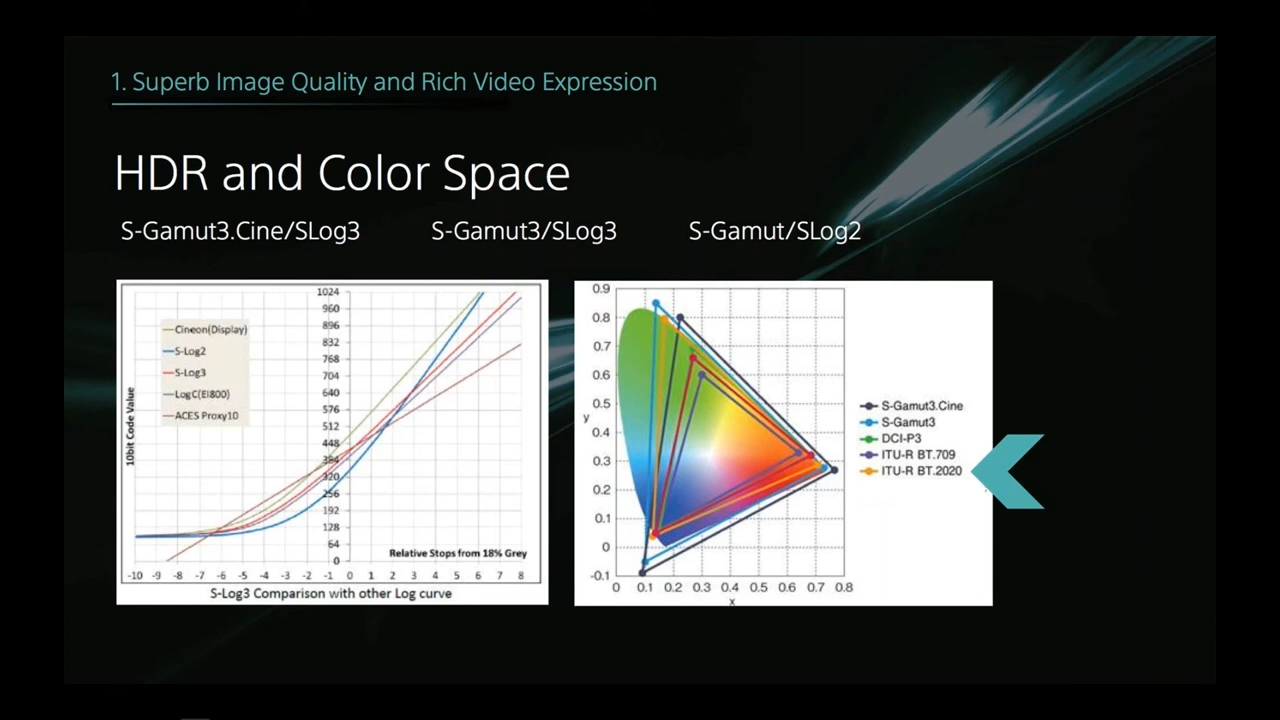 1. Superb Image Quality and Rich Video Expression
HDR and Color Space
S-Gamut3.Cine/SLog3 S-Gamut3/SLog3 S-Gamut/SLog2
1024
960
896
832
768
704
640
576
512
448
384
320
256
192
128
64
0
Cineon(Display)
S-Log2
S-Log3
LogC(EI800)
ACES Proxy10
10bit Code Value
Relative Stops from 18% Grey
-10 -9 -8 -7 -6 -5 -4 -3 -2 -1 0 1 2 3 4 5 6 7 8
S-Log3 Comparison with other Log curve
0.9
0.8
0.7
0.6
0.5
y
0.4
0.3
0.2
0.1
0
-0.1
0 0.1 0.2 0.3 0.4 0.5 0.6 0.7 0.8
x
S-Gamut3.Cine
S-Gamut3
DCI-P3
ITU-R BT.709
ITU-R BT.2020